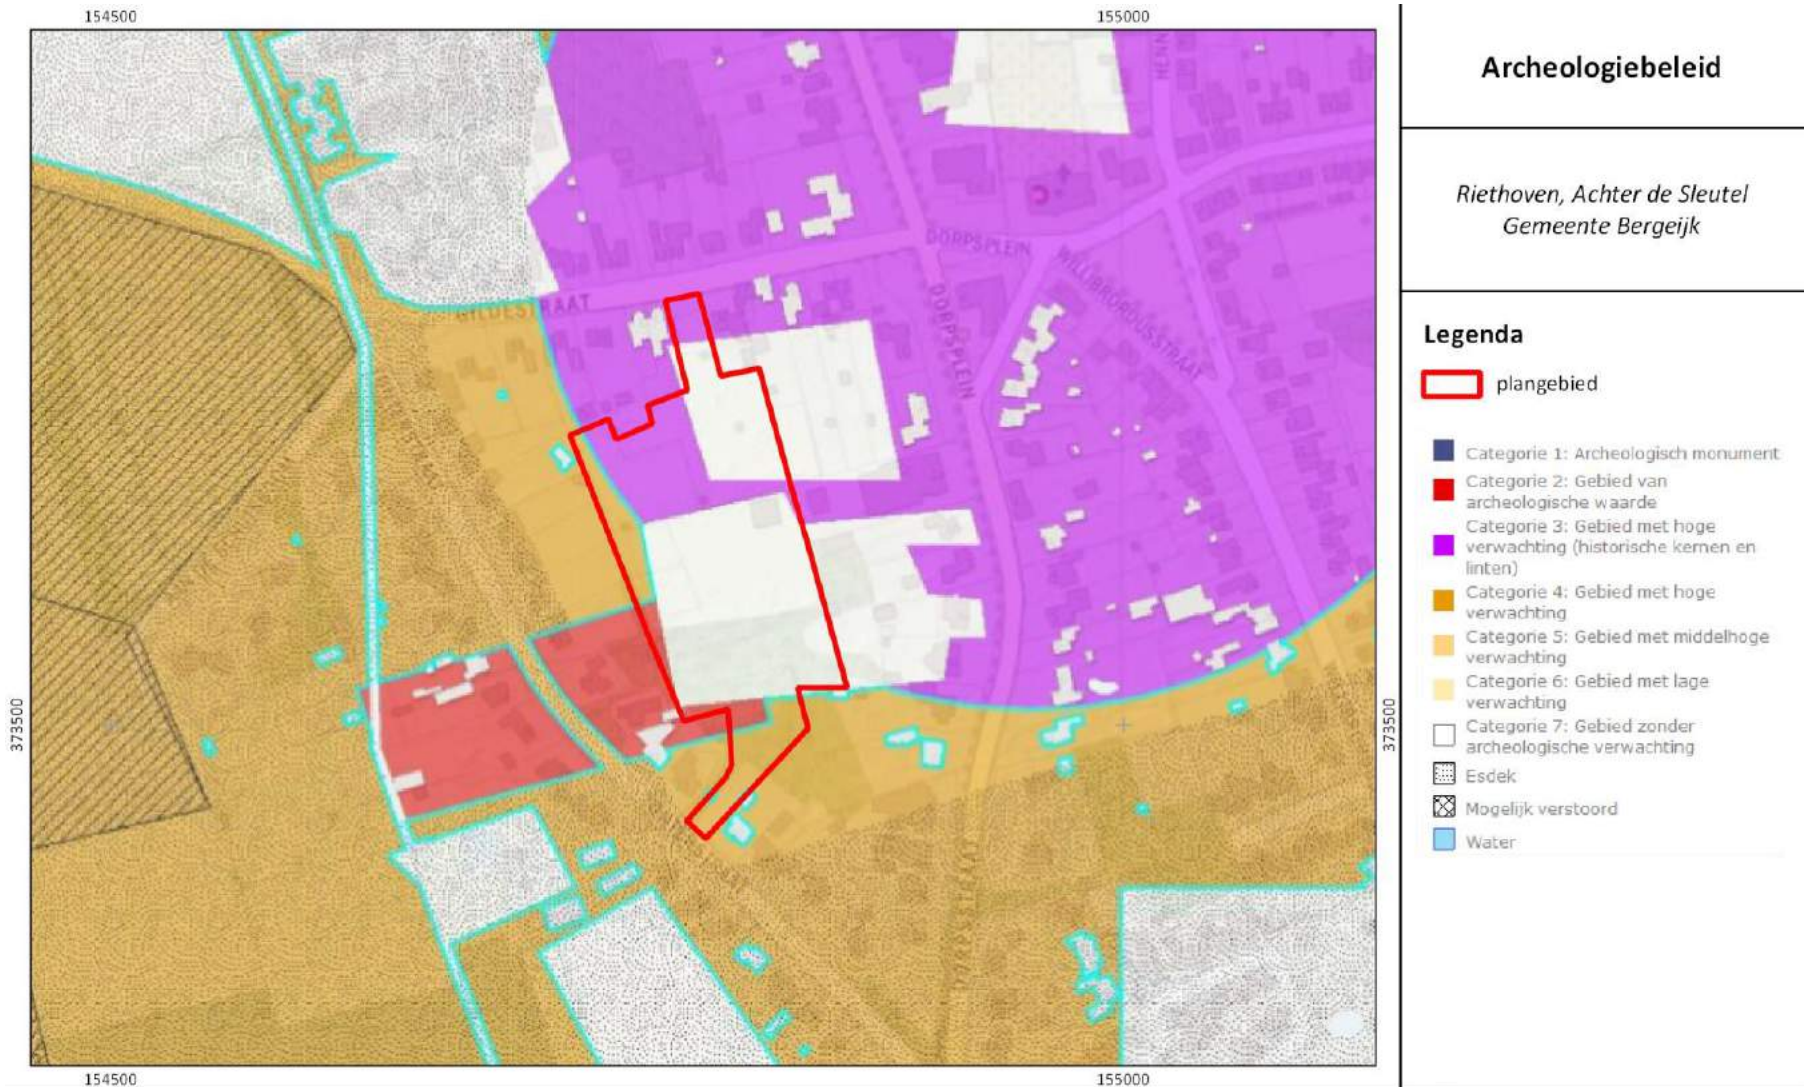 154500
155000
Archeologiebeleid
Riethoven, Achter de Sleutel
Gemeente Bergeijk
Legenda
plangebied
Categorie 1: Archeologisch monument
Categorie 2: Gebied van
archeologische waarde
Categorie 3: Gebied met hoge
verwachting (historische kernen en
linten)
Categorie 4: Gebied met hoge
verwachting
Categorie 5: Gebied met middelhoge
verwachting
Categorie 6: Gebied met lage
verwachting
Categorie 7: Gebied zonder
archeologische verwachting
Esdek
Mogelijk verstoord
Water
DORPSPLEIN
WILLIBRORDUSSTRAAT
GILDESTRAAT
DORPSPLEIN
DORPSSTRAAT
373500
373500
154500
155000